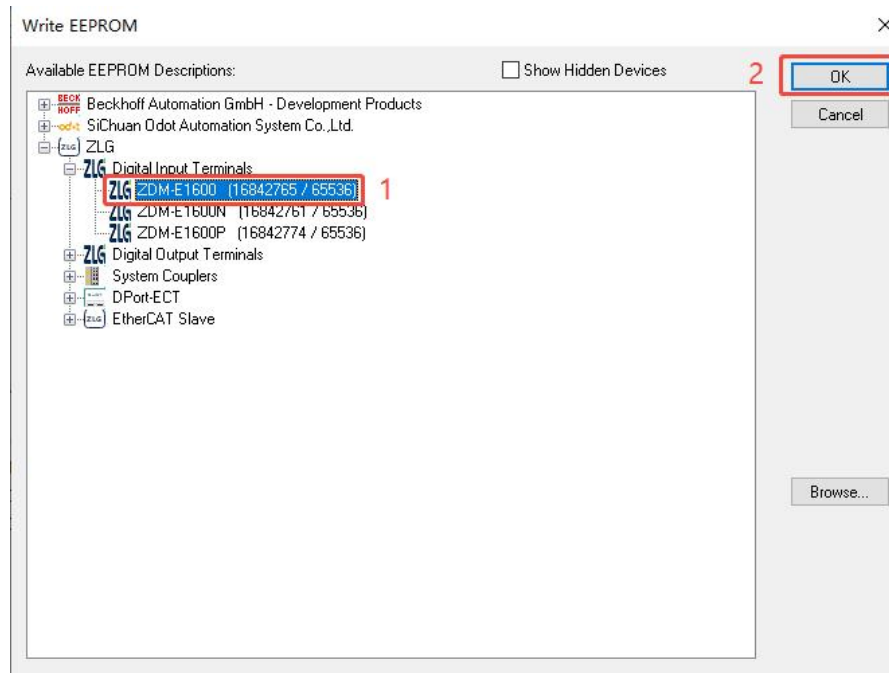 Write EEPROM
Available EEPROM Descriptions:
Show Hidden Devices
2
OK
BECK
HOFF
Beckhoff Automation GmbH - Development Products
Cancel
odot
SiChuan Odot Automation System Co.,Ltd.
ZLG
ZLG
ZLG
Digital Input Terminals
ZLG
ZDM-E1600 (16842765 / 65536)
1
ZLG
ZDM-E1600N (16842761 / 65536)
ZLG
ZDM-E1600P (16842774 / 65536)
ZLG
Digital Output Terminals
System Couplers
DPort-ECT
ZLG
EtherCAT Slave
Browse...